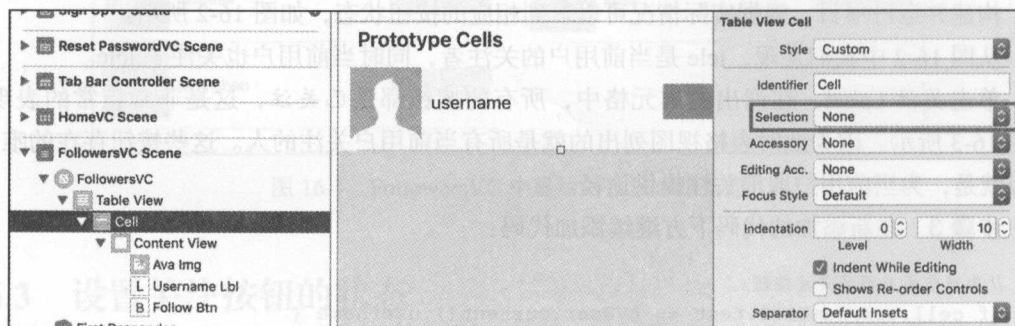 Reset PasswordVC Scene
Tab Bar Controller Scene
HomeVC Scene
FollowersVC Scene
FollowersVC
Table View
Cell
Content View
Ava Img
L Username Lbl
B Follow Btn
Prototype Cells
username
Table View Cell
Style Custom
Identifier Cell
Selection None
Accessory None
Editing Acc. None
Focus Style Default
Indentation 0 10
Level Width
Indent While Editing
Shows Re-order Controls
Separator Default Insets